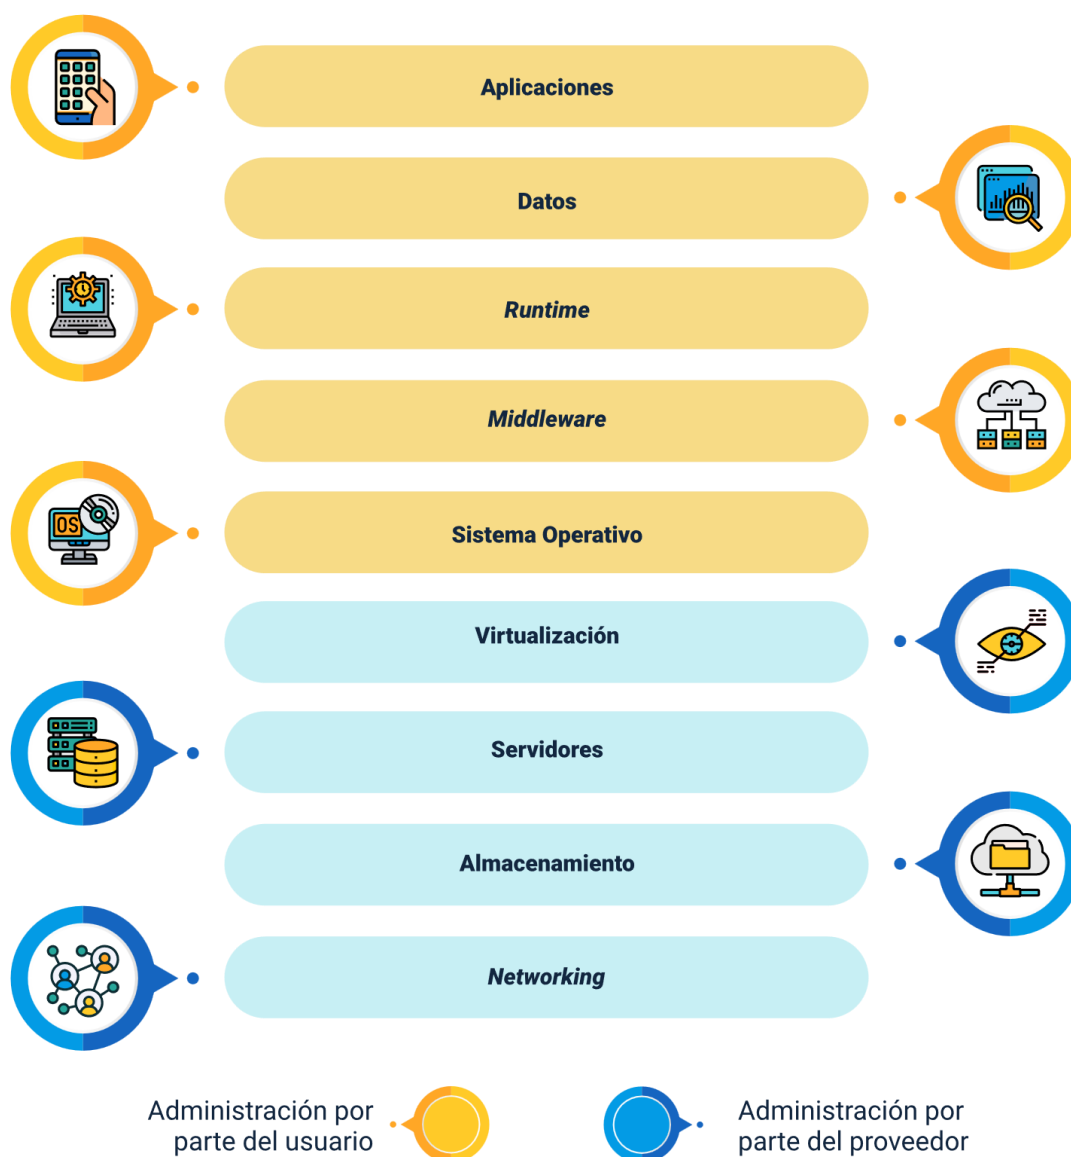 Aplicaciones
Datos
Runtime
Middleware
OS
Sistema Operativo
Virtualización
Servidores
Almacenamiento
Networking
Administración por
parte del usuario
Administración por
parte del proveedor